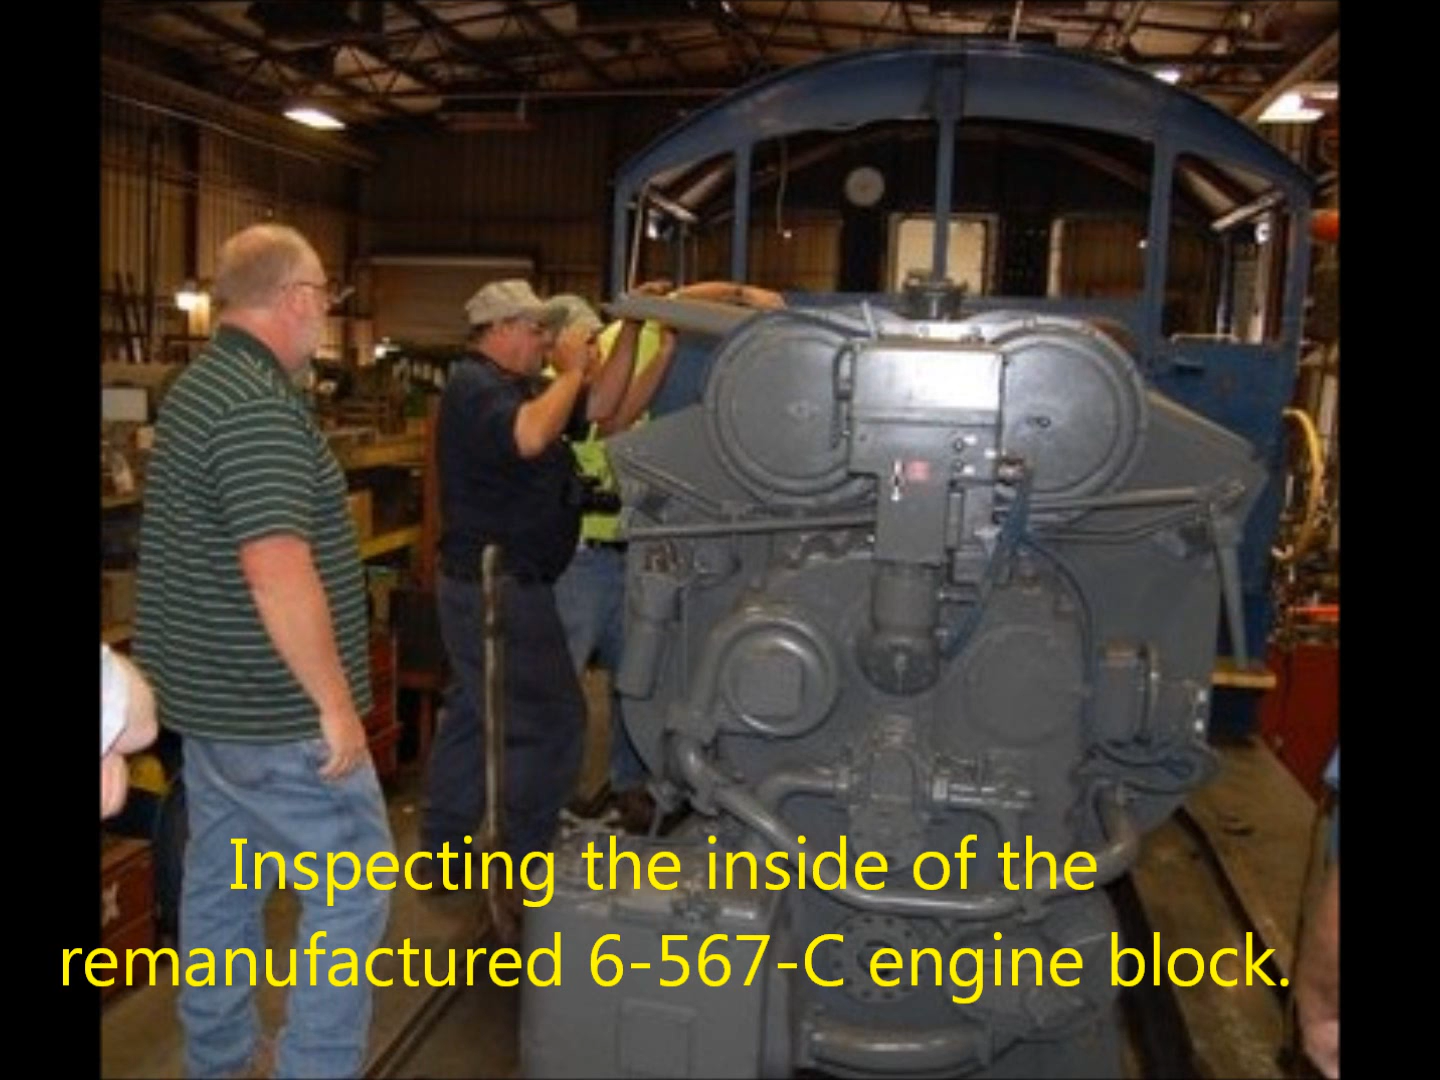 Inspecting the inside of the
remanufactured 6-567-C engine block.